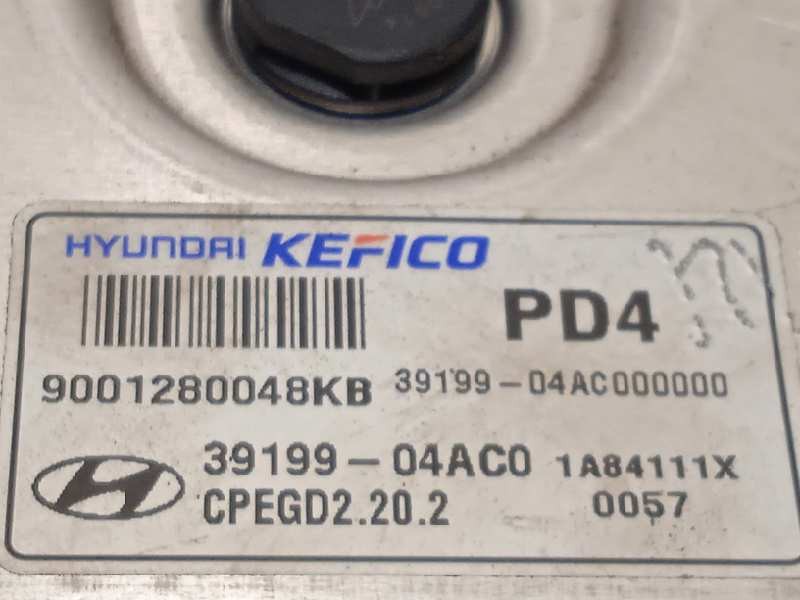 HYUNDAI KEFICO
PD4
9001280048KB
39199-04AC000000
39199-04AC0
1A84111X
CPEGD2.20.2
0057